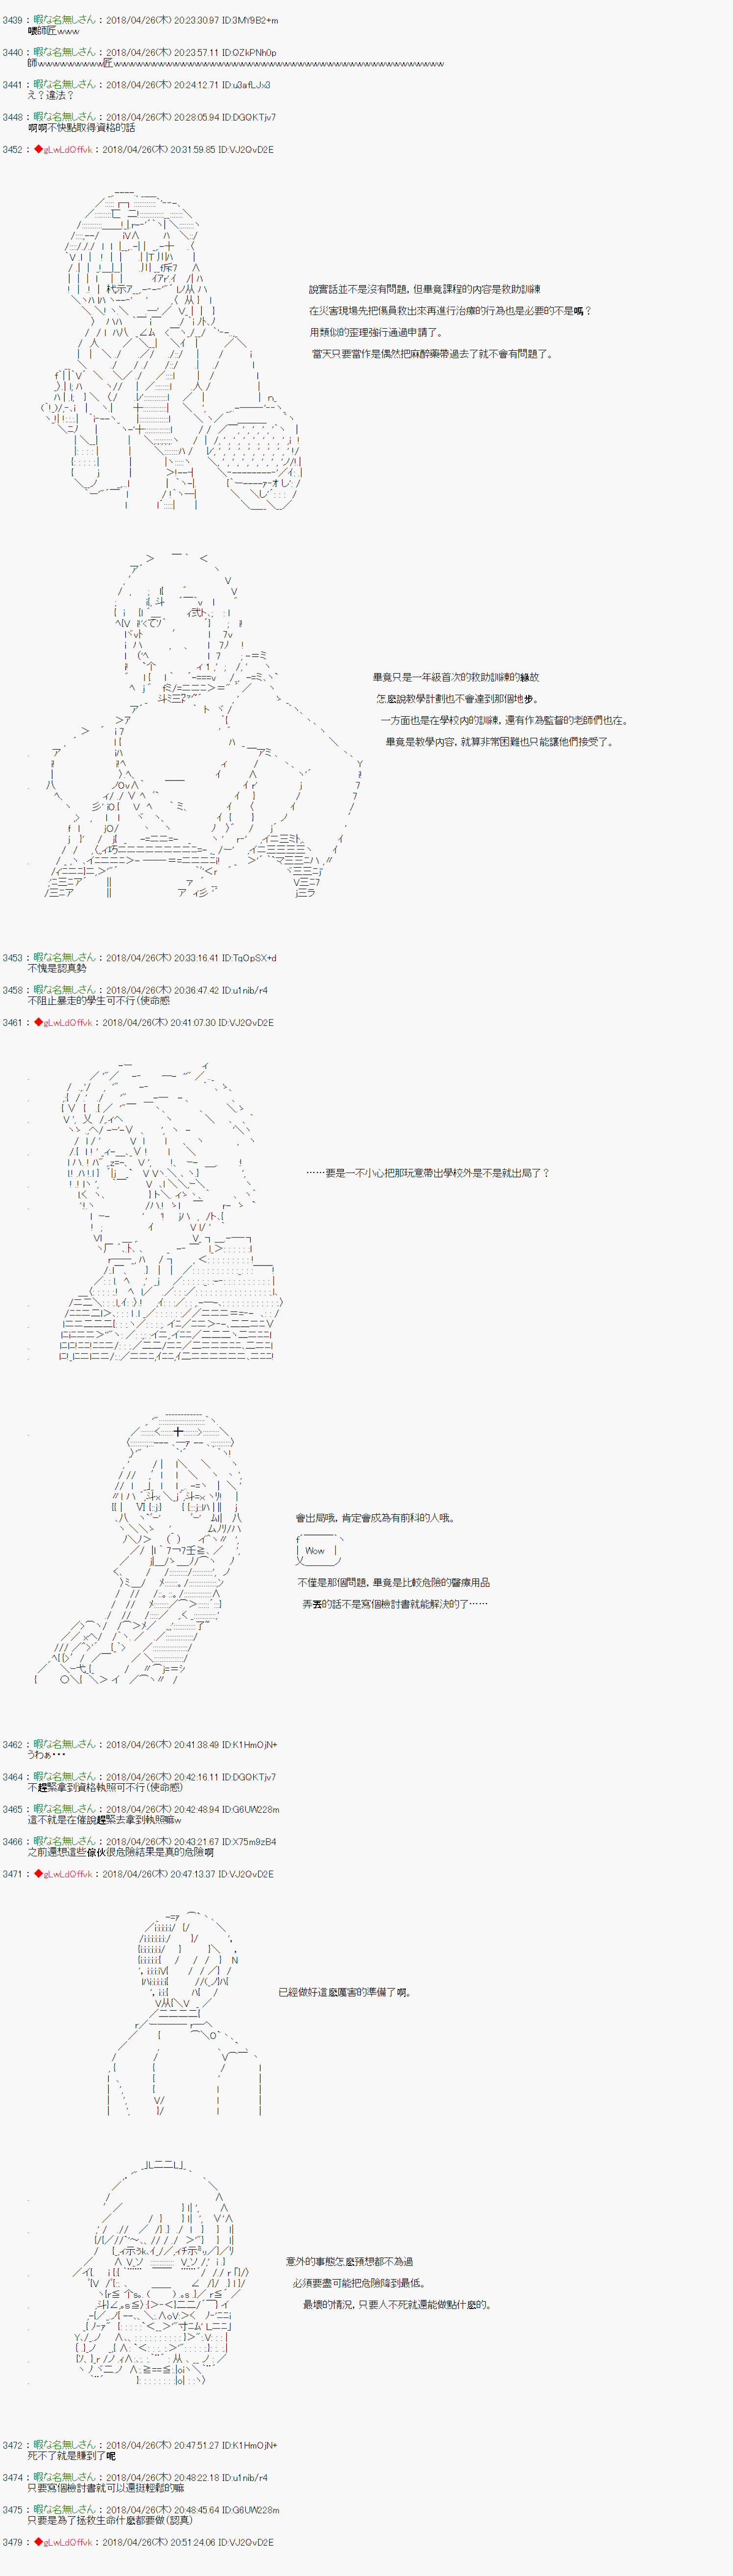 3439 : 暇な名無しさん : 2018/04/26(木) 20:23:30.97 ID:3MY9B2+m
喂師匠www
3440 : 暇な名無しさん : 2018/04/26(木) 20:23:57.11 ID:QZkPNh0p
師wwwwwwwww匠wwwwwwwwwwwwwwwwwwwwwwwwwwwwwwwwwwwwwwwwwwww
3441 : 暇な名無しさん : 2018/04/26(木) 20:24:12.71 ID:u3afLJx3
え？違法？
3448 : 暇な名無しさん : 2018/04/26(木) 20:28:05.94 ID:DGQKTjv7
啊啊不快點取得資格的話
3452 : ◆gLwLdQffvk : 2018/04/26(木) 20:31:59.85 ID:VJ2QvD2E
說實話並不是沒有問題，但畢竟課程的內容是救助訓練
在災害現場先把傷員救出來再進行治療的行為也是必要的不是嗎？
用類似的歪理強行通過申請了。
當天只要當作是偶然把麻醉藥帶過去了就不會有問題了。
畢竟只是一年級首次的救助訓練的緣故
怎麽說教學計劃也不會達到那個地步。
一方面也是在學校內的訓練，還有作為監督的老師們也在。
畢竟是教學內容，就算非常困難也只能讓他們接受了。
3453 : 暇な名無しさん : 2018/04/26(木) 20:33:16.41 ID:TqOpSX+d
不愧是認真勢
3458 : 暇な名無しさん : 2018/04/26(木) 20:36:47.42 ID:u1nib/r4
不阻止暴走的學生可不行(使命感
3461 : ◆gLwLdQffvk : 2018/04/26(木) 20:41:07.30 ID:VJ2QvD2E
……要是一不小心把那玩意帶出學校外是不是就出局了？
會出局哦，肯定會成為有前科的人哦。
Wow
不僅是那個問題，畢竟是比較危險的醫療用品
弄丟的話不是寫個檢討書就能解決的了……
3462 : 暇な名無しさん : 2018/04/26(木) 20:41:38.49 ID:K1HmOjN+
うわぁ・・・
3464 : 暇な名無しさん : 2018/04/26(木) 20:42:16.11 ID:DGQKTjv7
不趕緊拿到資格執照可不行(使命感)
3465 : 暇な名無しさん : 2018/04/26(木) 20:42:48.94 ID:G6UW228m
這不就是在催說趕緊去拿到執照嘛w
3466 : 暇な名無しさん : 2018/04/26(木) 20:43:21.67 ID:X75m9zB4
之前還想這些傢伙很危險結果是真的危險啊
3471 : ◆gLwLdQffvk : 2018/04/26(木) 20:47:13.37 ID:VJ2QvD2E
已經做好這麽厲害的準備了啊。
意外的事態怎麽預想都不為過
必須要盡可能把危險降到最低。
最壞的情況，只要人不死就還能做點什麽的。
3472 : 暇な名無しさん : 2018/04/26(木) 20:47:51.27 ID:K1HmOjN+
死不了就是賺到了呢
3474 : 暇な名無しさん : 2018/04/26(木) 20:48:22.18 ID:u1nib/r4
只要寫個檢討書就可以還挺輕鬆的嘛
3475 : 暇な名無しさん : 2018/04/26(木) 20:48:45.64 ID:G6UW228m
只要是為了拯救生命什麽都要做(認真)
3479 : ◆gLwLdQffvk : 2018/04/26(木) 20:51:24.06 ID:VJ2QvD2E